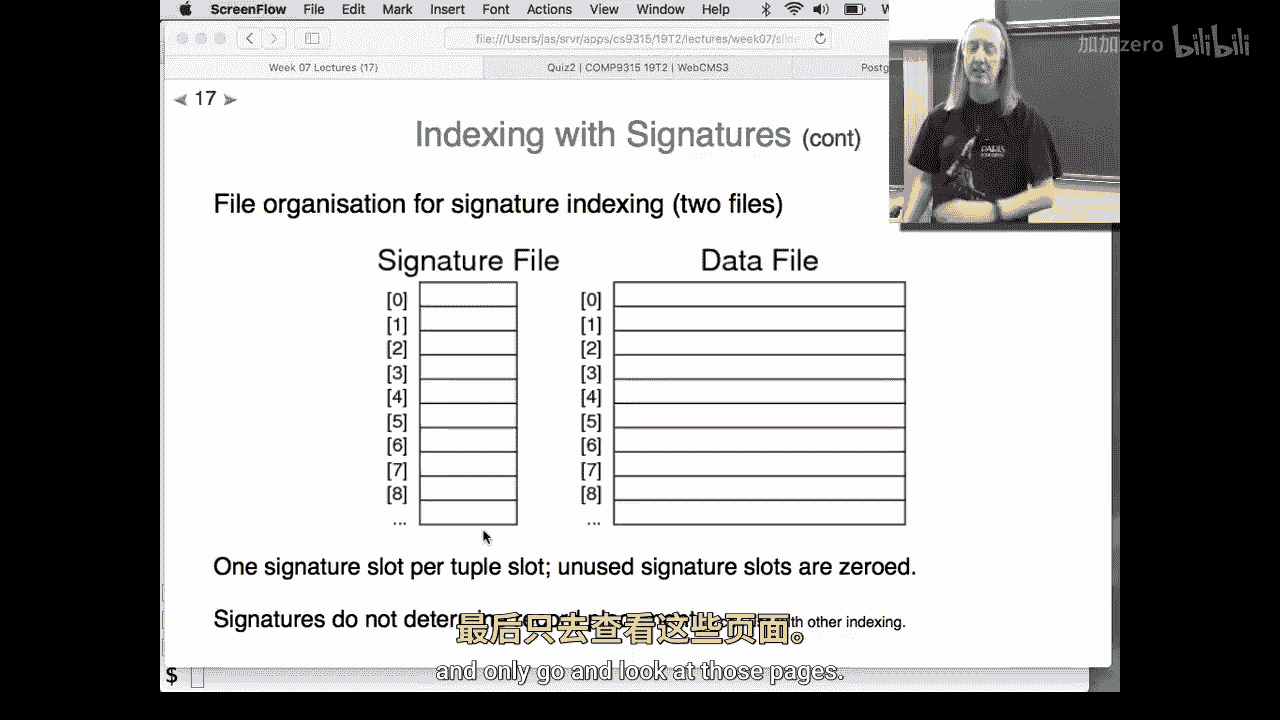 ScreenFlow File Edit Mark Insert Font Actions View Window Help
file:///Users/jas/srvr/apps/cs9315/19T2/lectures/week07/slide
Week 07 Lectures (17)
Quiz2 | COMP9315 19T2 | WebCMS3
Postg
加加zero bilibili
17
Indexing with Signatures (cont)
PARIS
File organisation for signature indexing (two files)
Signature File
Data File
[0] [0]
[1] [1]
[2] [2]
[3] [3]
[4] [4]
[5] [5]
[6] [6]
[7] [7]
[8] [8]
... ...
One signature slot per tuple slot; unused signature slots are zeroed.
Signatures do not with other indexing.
最后只去查看这些页面。
and only go and look at those pages.
$